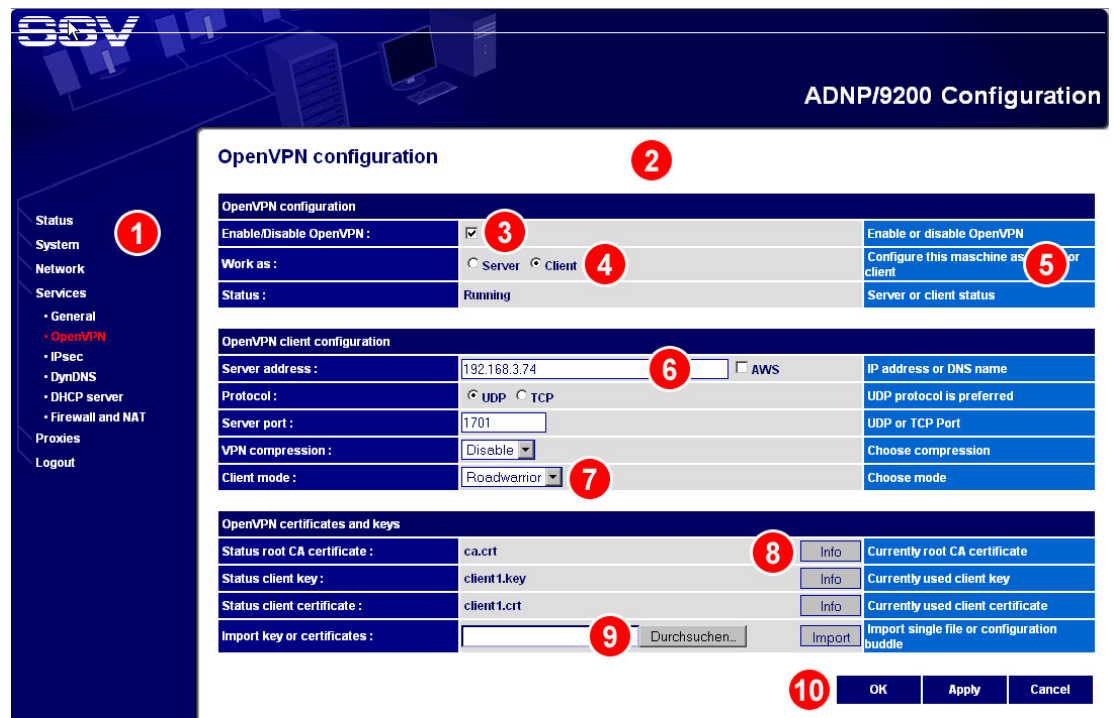 SSV
ADNP/9200 Configuration
OpenVPN configuration
2
1
Status
System
Network
Services
• General
• OpenVPN
• IPsec
• DynDNS
• DHCP server
• Firewall and NAT
Proxies
Logout
OpenVPN configuration
Enable/Disable OpenVPN : 3 Enable or disable OpenVPN
Work as : Server Client 4 Configure this maschine as or
client 5
Status : Running Server or client status
OpenVPN client configuration
Server address : 192.168.3.74 6 AWS IP address or DNS name
Protocol : UDP TCP UDP protocol is preferred
Server port : 1701 UDP or TCP Port
VPN compression : Disable Choose compression
Client mode : Roadwarrior 7 Choose mode
OpenVPN certificates and keys
Status root CA certificate : ca.crt 8 Info Currently root CA certificate
Status client key : client1.key Info Currently used client key
Status client certificate : client1.crt Info Currently used client certificate
Import key or certificates : 9 Durchsuchen... Import Import single file or configuration
buddle
10 OK Apply Cancel